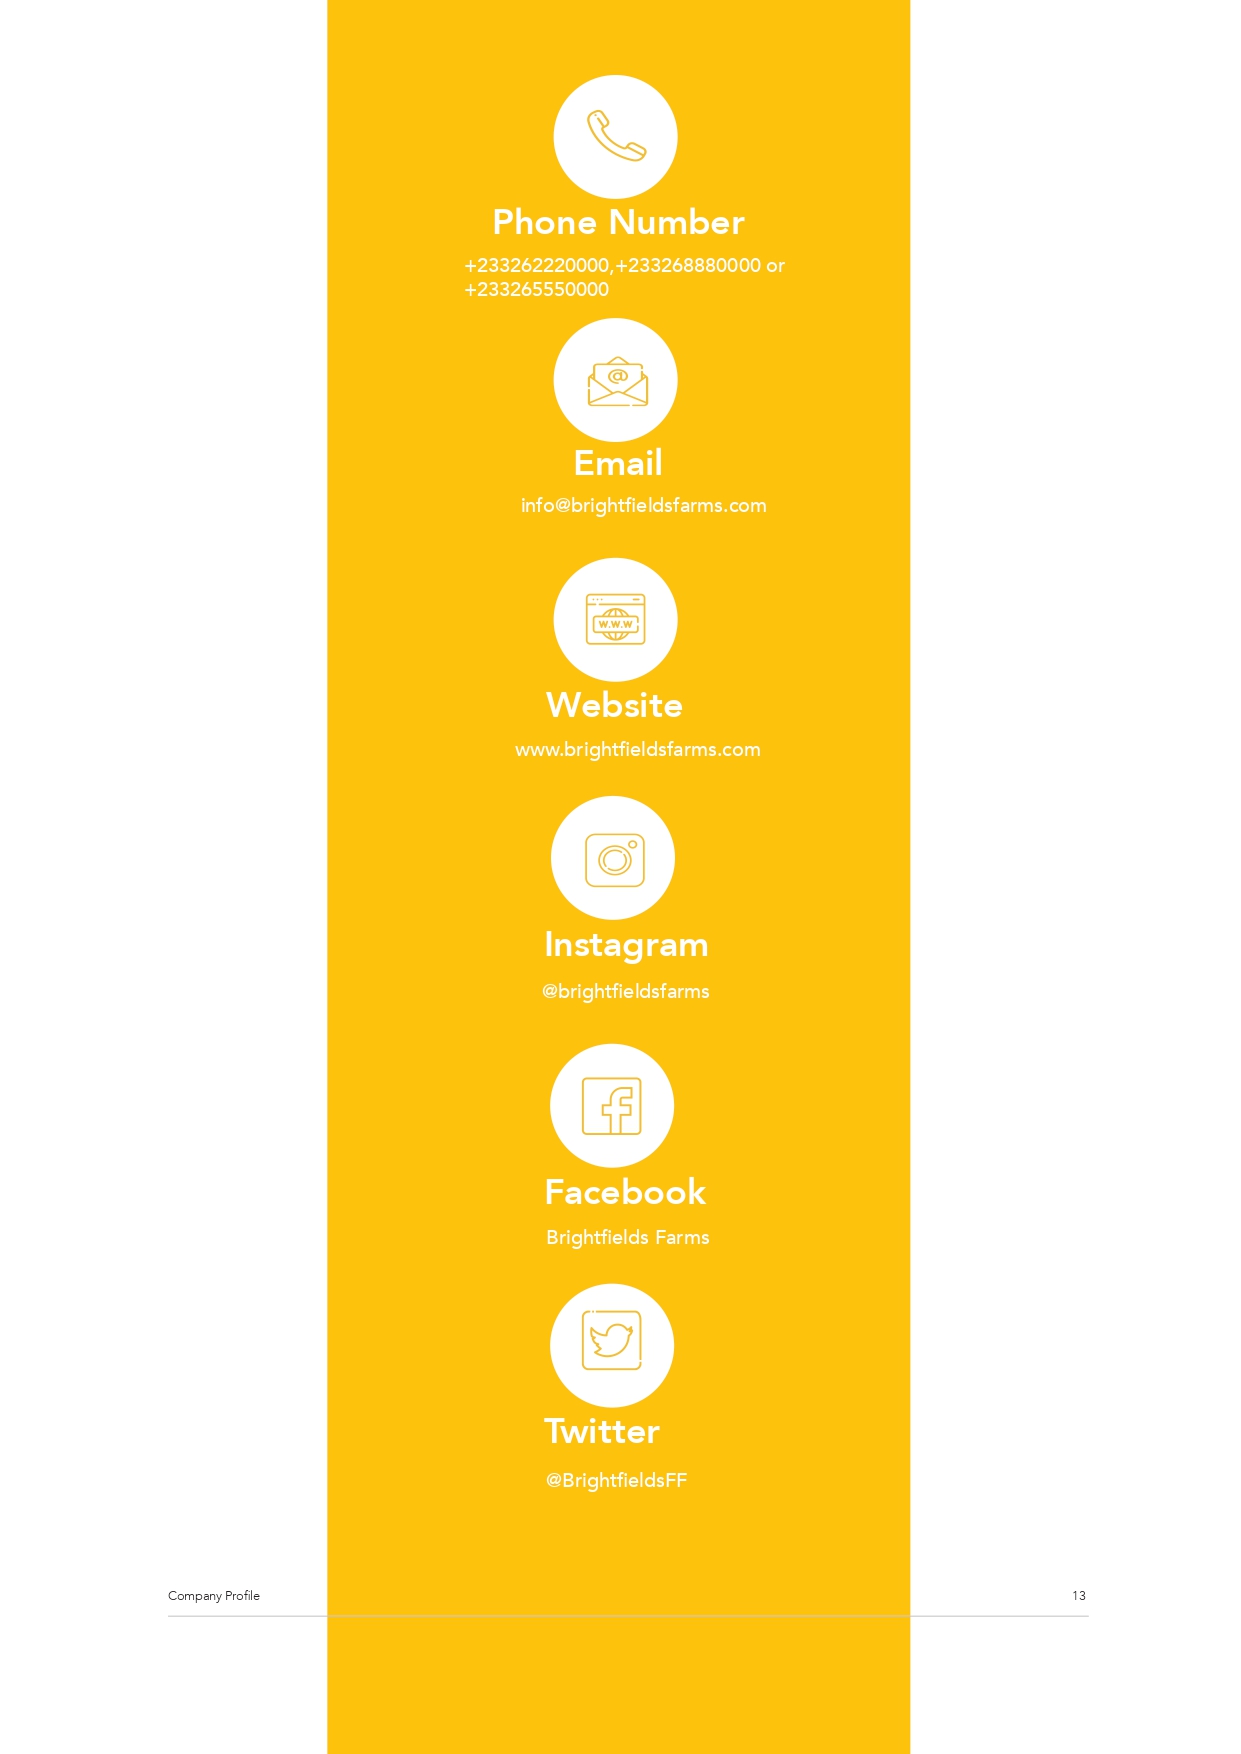 Phone Number
+233262220000,+233268880000 or
+233265550000
@
Email
info@brightfieldsfarms.com
W.W.W
Website
www.brightfieldsfarms.com
Instagram
@brightfieldsfarms
f
Facebook
Brightfields Farms
Twitter
@BrightfieldsFF
Company Profile
13